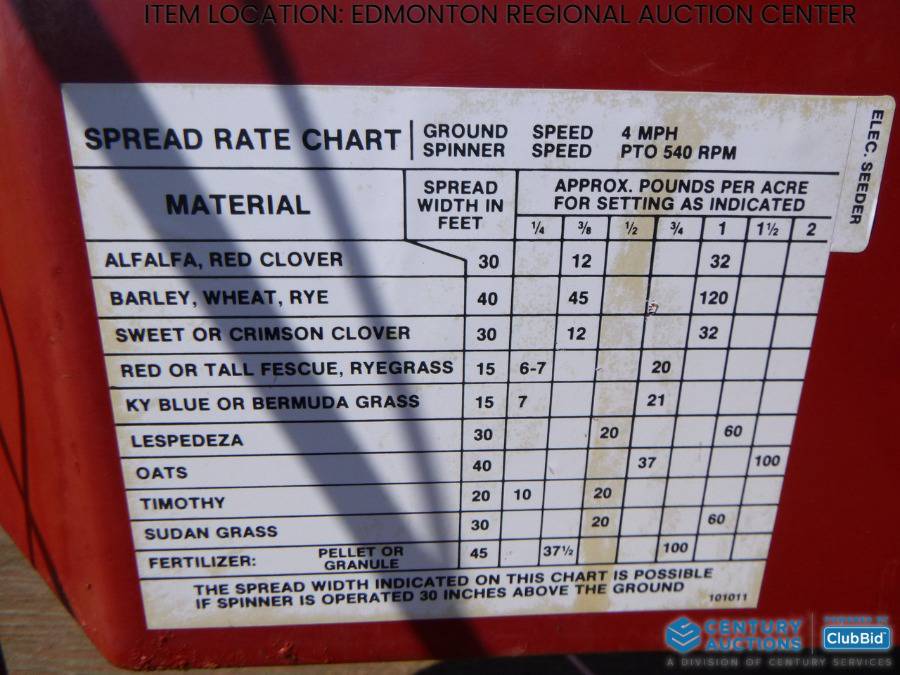 ITEM LOCATION: EDMONTON REGIONAL AUCTION CENTER
SPREAD RATE CHART GROUND SPEED 4 MPH
SPINNER SPEED PTO 540 RPM
ELEC. SEEDER
MATERIAL
SPREAD WIDTH IN FEET
APPROX. POUNDS PER ACRE
FOR SETTING AS INDICATED
1/4 3/8 1/2 3/4 1 1 1/2 2
ALFALFA, RED CLOVER 30 12 32
BARLEY, WHEAT, RYE 40 45 120
SWEET OR CRIMSON CLOVER 30 12 32
RED OR TALL FESCUE, RYEGRASS 15 6-7 20
KY BLUE OR BERMUDA GRASS 15 7 21
LESPEDEZA 30 20 60
OATS 40 37 100
TIMOTHY 20 10 20
SUDAN GRASS 30 20 60
FERTILIZER: PELLET OR GRANULE 45 37 1/2 100
THE SPREAD WIDTH INDICATED ON THIS CHART IS POSSIBLE
IF SPINNER IS OPERATED 30 INCHES ABOVE THE GROUND
101011
CENTURY AUCTIONS
POWERED BY
ClubBid
A DIVISION OF CENTURY SERVICES